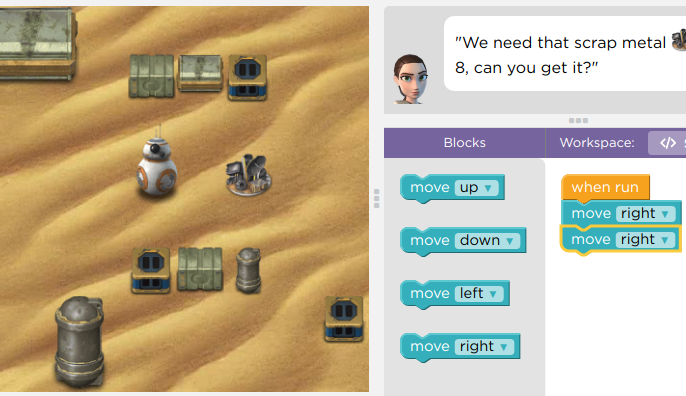 "We need that scrap metal
8, can you get it?"
Blocks
Workspace:
</>
move up ▼
move down ▼
move left ▼
move right ▼
when run
move right ▼
move right ▼